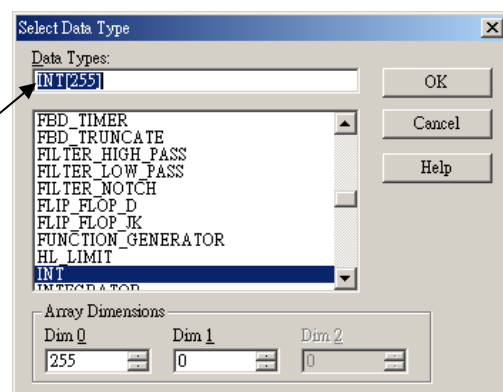 Select Data Type
Data Types:
INT[255]
OK
FBD_TIMER
FBD_TRUNCATE
FILTER_HIGH_PASS
FILTER_LOW_PASS
FILTER_NOTCH
FLIP_FLOP_D
FLIP_FLOP_JK
FUNCTION_GENERATOR
HL_LIMIT
INT
INTEGRATOR
Cancel
Help
Array Dimensions
Dim 0 Dim 1 Dim 2
255 0 0